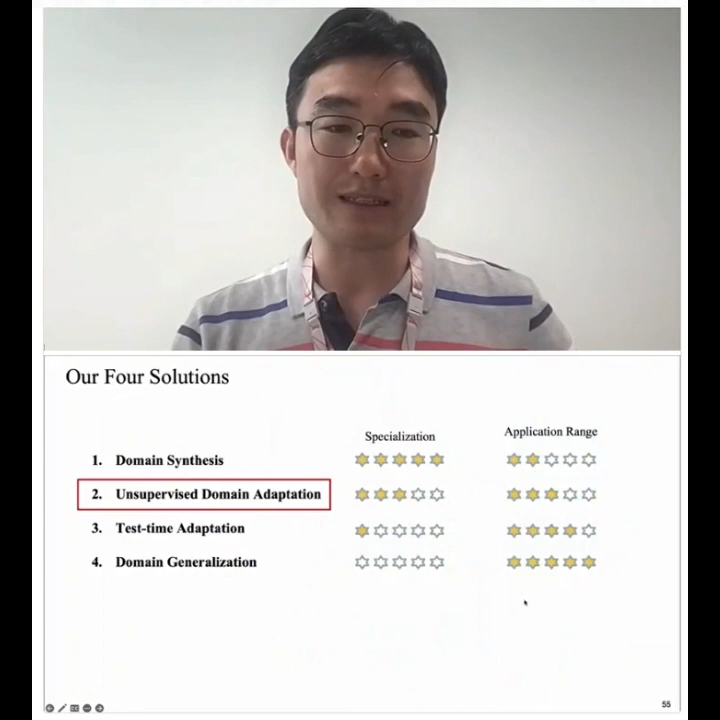 Our Four Solutions
Specialization Application Range
1. Domain Synthesis
2. Unsupervised Domain Adaptation
3. Test-time Adaptation
4. Domain Generalization
55